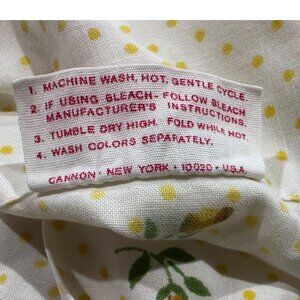 1. MACHINE WASH, HOT, GENTLE CYCLE.
2. IF USING BLEACH - FOLLOW BLEACH
MANUFACTURER'S INSTRUCTIONS.
3. TUMBLE DRY HIGH. FOLD WHILE HOT.
4. WASH COLORS SEPARATELY.
CANNON · NEW YORK · 10020 · U.S.A.